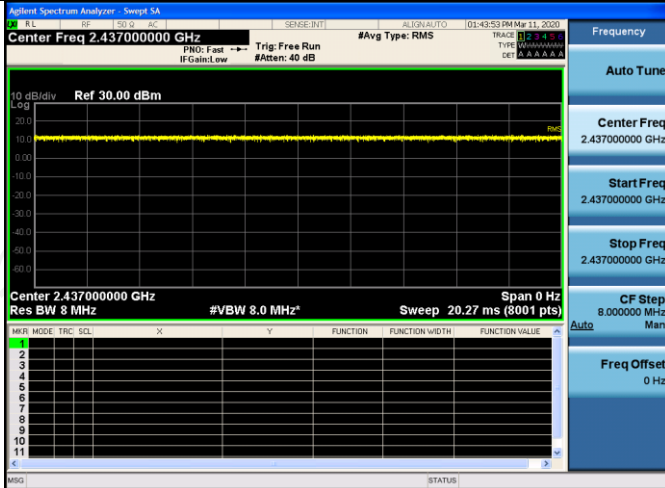 Agilent Spectrum Analyzer - Swept SA
RL RF 50 Ω AC SENSE:INT ALIGN AUTO 01:43:53 PM Mar 11, 2020
Center Freq 2.437000000 GHz
PNO: Fast
IFGain:Low
Trig: Free Run
#Atten: 40 dB
#Avg Type: RMS
TRACE 1 2 3 4 5 6
TYPE
DET A A A A A A
Frequency
Auto Tune
10 dB/div
Log
Ref 30.00 dBm
20.0
10.0
0.00
-10.0
-20.0
-30.0
-40.0
-50.0
-60.0
RMS
Center Freq
2.437000000 GHz
Start Freq
2.437000000 GHz
Stop Freq
2.437000000 GHz
CF Step
8.000000 MHz
Auto Man
Freq Offset
0 Hz
Center 2.437000000 GHz Span 0 Hz
Res BW 8 MHz #VBW 8.0 MHz* Sweep 20.27 ms (8001 pts)
MKR MODE TRC SCL X Y FUNCTION FUNCTION WIDTH FUNCTION VALUE
1
2
3
4
5
6
7
8
9
10
11
MSG STATUS